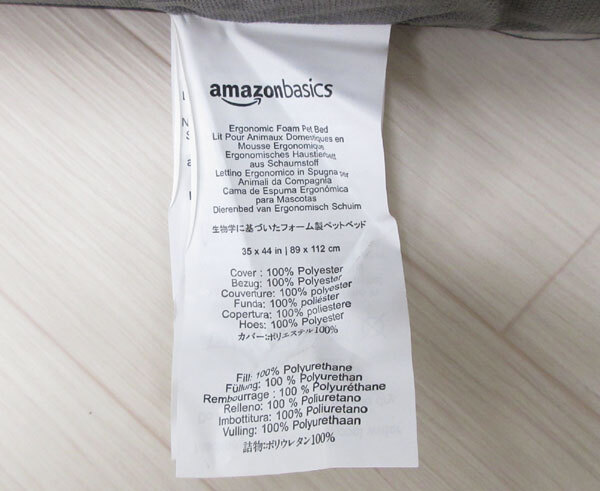 amazonbasics
Ergonomic Foam Pet Bed
Lit Pour Animaux Domestiques en
Mousse Ergonomique
Ergonomisches Haustierbett
aus Schaumstoff
Lettino Ergonomico in Spugna per
Animali da Compagnia
Cama de Espuma Ergonómica
para Mascotas
Dierenbed van Ergonomisch Schuim
生物学に基づいたフォーム製ペットベッド
35 x 44 in | 89 x 112 cm
Cover : 100% Polyester
Bezug: 100% Polyester
Couverture: 100% Polyester
Funda: 100% poliéster
Copertura: 100% poliestere
Hoes: 100% Polyester
カバー:ポリエステル100%
Fill: 100% Polyurethane
Füllung: 100 % Polyurethan
Rembourrage : 100 % Polyuréthane
Relleno: 100 % Poliuretano
Imbottitura: 100% Poliuretano
Vulling: 100% Polyurethaan
詰物:ポリウレタン100%